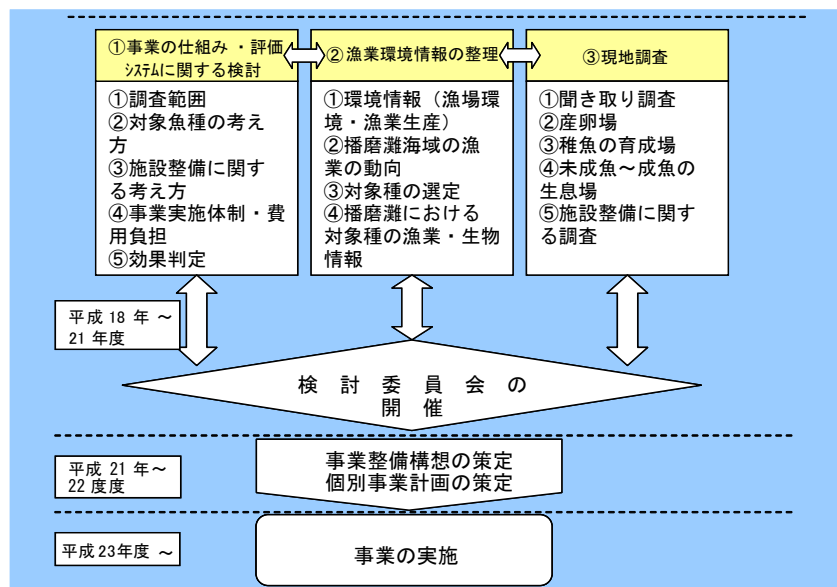 ①事業の仕組み・評価
システムに関する検討
①調査範囲
②対象魚種の考え
方
③施設整備に関す
る考え方
④事業実施体制・費
用負担
⑤効果判定
②漁業環境情報の整理
①環境情報（漁場環
境・漁業生産）
②播磨灘海域の漁
業の動向
③対象種の選定
④播磨灘における
対象種の漁業・生物
情報
③現地調査
①聞き取り調査
②産卵場
③稚魚の育成場
④未成魚～成魚の
生息場
⑤施設整備に関す
る調査
平成 18 年 ～
21 年度
検 討 委 員 会 の
開 催
平成 21 年～
22 度度
事業整備構想の策定
個別事業計画の策定
平成 23年度 ～
事業の実施